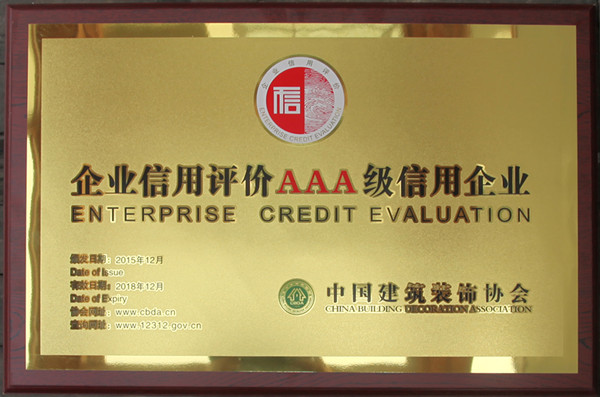 企业信用评价
信
ENTERPRISE CREDIT EVALUATION
企业信用评价AAA级信用企业
ENTERPRISE CREDIT EVALUATION
颁发日期：2015年12月
Date of Issue
有效日期：2018年12月
Date of Expiry
协会网址：www.cbda.cn
查询网址：www.12312.gov.cn
CBDA
中国建筑装饰协会
CHINA BUILDING DECORATION ASSOCIATION